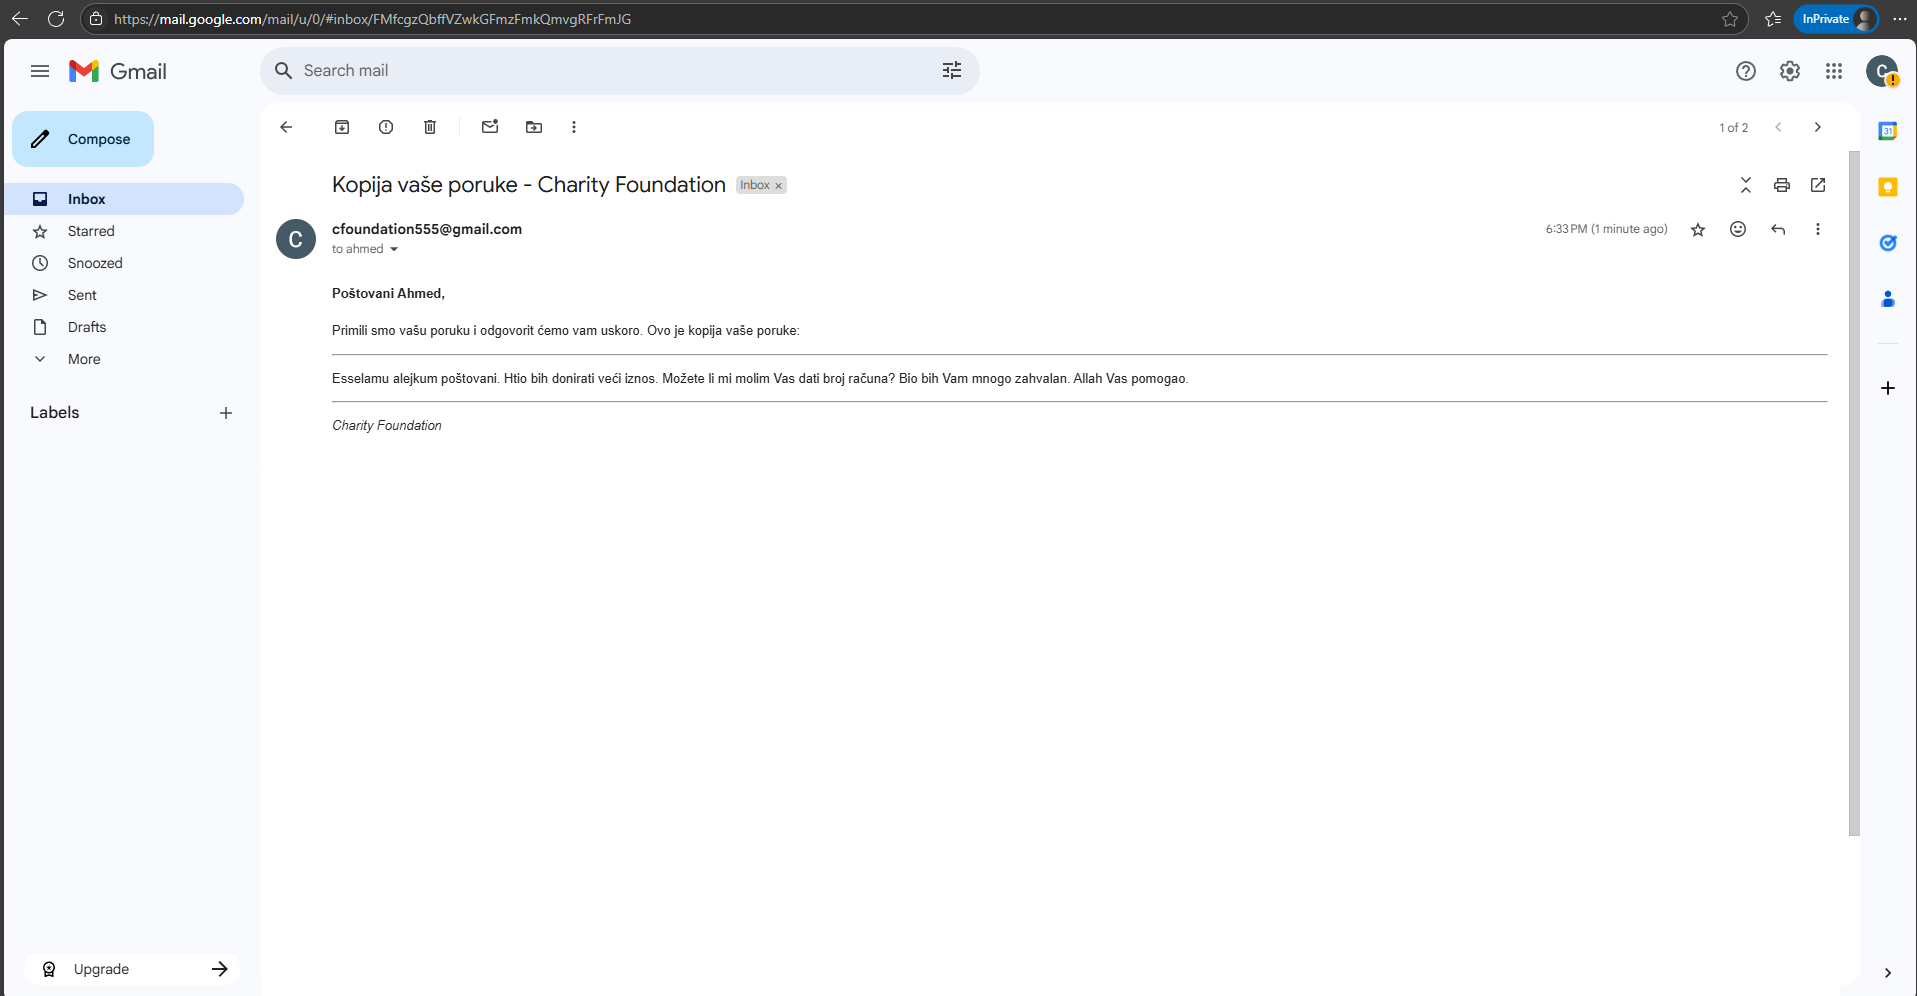 https://mail.google.com/mail/u/0/#inbox/FMfcgzQbffVZwkGFmzFmkQmvgRFrFmJG
InPrivate
Gmail
Search mail
C
Compose
1 of 2
31
Inbox
Starred
Snoozed
Sent
Drafts
More
Labels
Kopija vaše poruke - Charity Foundation
Inbox ×
C
cfoundation555@gmail.com
6:33 PM (1 minute ago)
to ahmed
Poštovani Ahmed,
Primili smo vašu poruku i odgovorit ćemo vam uskoro. Ovo je kopija vaše poruke:
Esselamu alejkum poštovani. Htio bih donirati veći iznos. Možete li mi molim Vas dati broj računa? Bio bih Vam mnogo zahvalan. Allah Vas pomogao.
Charity Foundation
Upgrade